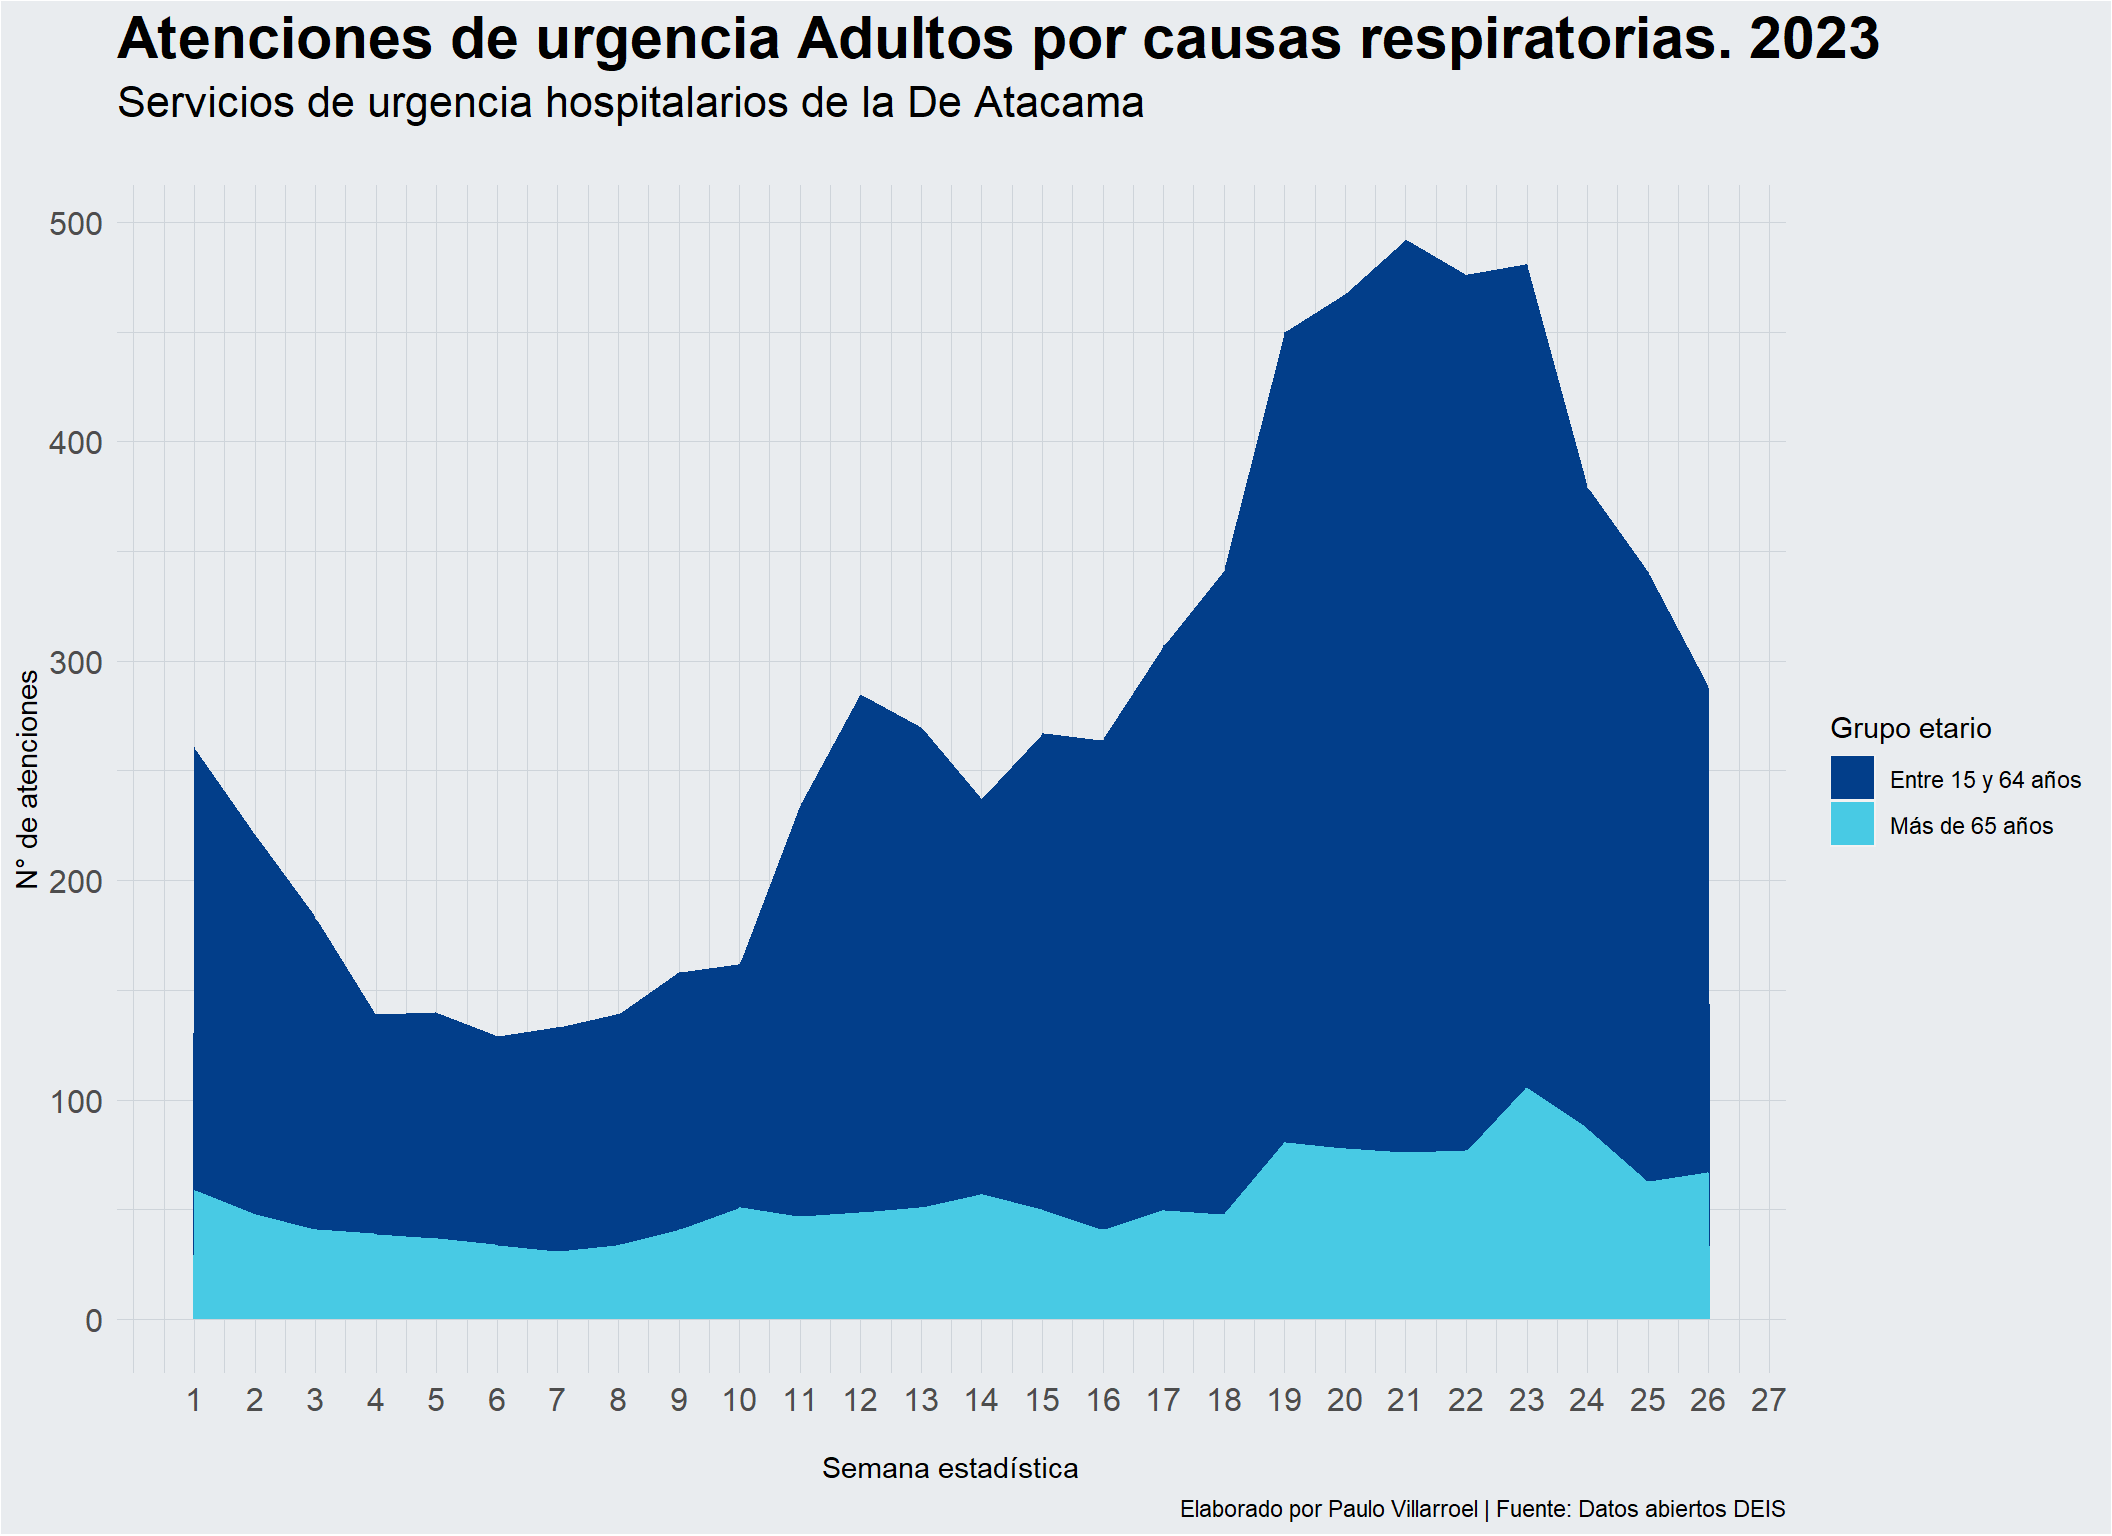 Atenciones de urgencia Adultos por causas respiratorias. 2023
Servicios de urgencia hospitalarios de la De Atacama
500
400
300
200
100
0
N° de atenciones
1 2 3 4 5 6 7 8 9 10 11 12 13 14 15 16 17 18 19 20 21 22 23 24 25 26 27
Semana estadística
Grupo etario
Entre 15 y 64 años
Más de 65 años
Elaborado por Paulo Villarroel | Fuente: Datos abiertos DEIS